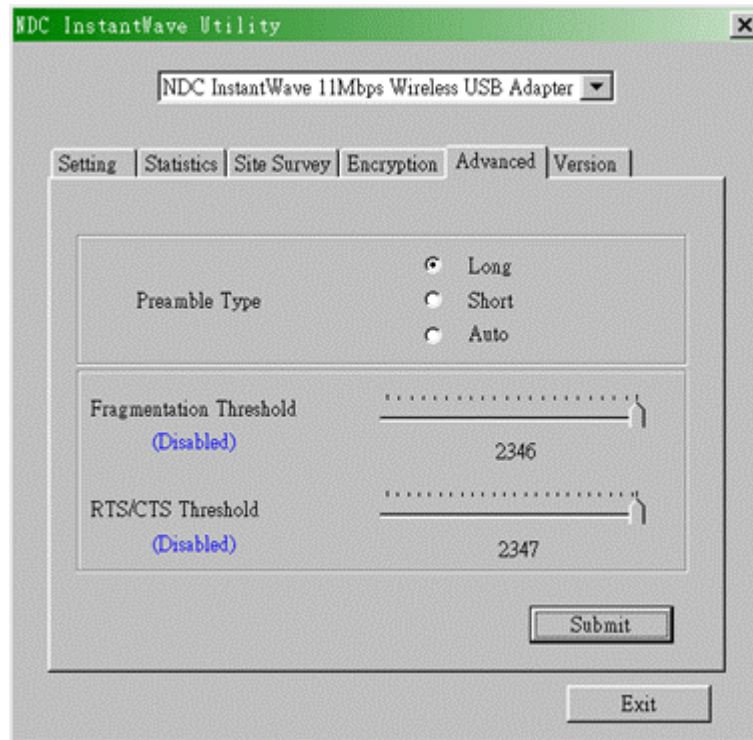 NDC InstantWave Utility
NDC InstantWave 11Mbps Wireless USB Adapter
Setting Statistics Site Survey Encryption Advanced Version
Preamble Type
Long
Short
Auto
Fragmentation Threshold
(Disabled)
2346
RTS/CTS Threshold
(Disabled)
2347
Submit
Exit